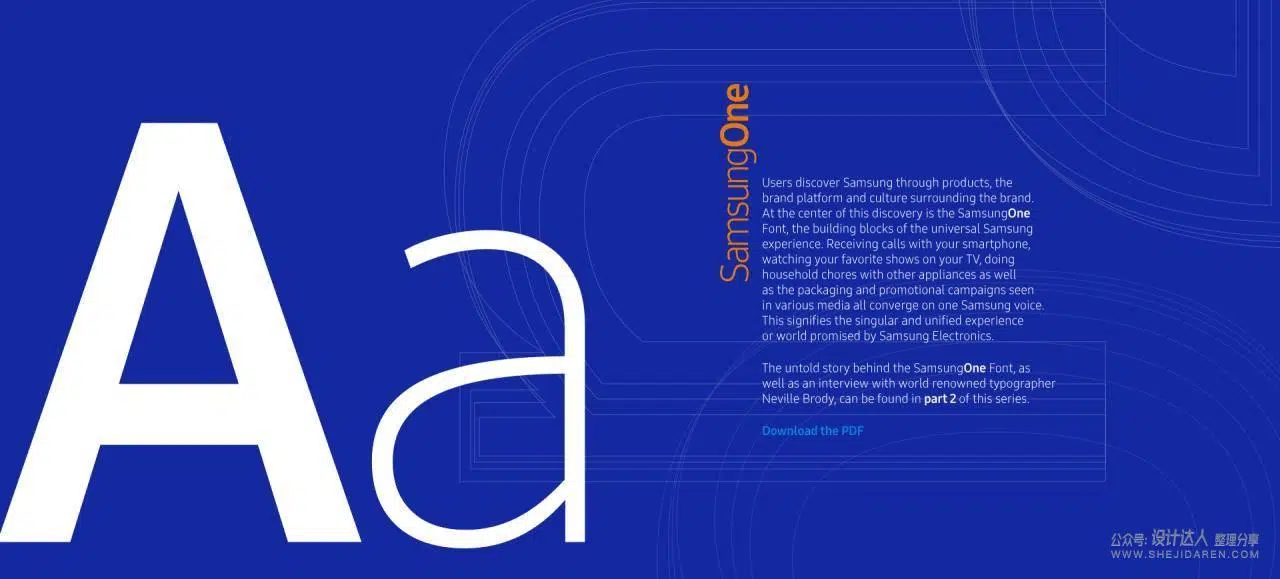 Aa
SamsungOne
Users discover Samsung through products, the
brand platform and culture surrounding the brand.
At the center of this discovery is the SamsungOne
Font, the building blocks of the universal Samsung
experience. Receiving calls with your smartphone,
watching your favorite shows on your TV, doing
household chores with other appliances as well
as the packaging and promotional campaigns seen
in various media all converge on one Samsung voice.
This signifies the singular and unified experience
or world promised by Samsung Electronics.
The untold story behind the SamsungOne Font, as
well as an interview with world renowned typographer
Neville Brody, can be found in part 2 of this series.
Download the PDF
公众号: 设计达人 整理分享
WWW.SHEJIDAREN.COM